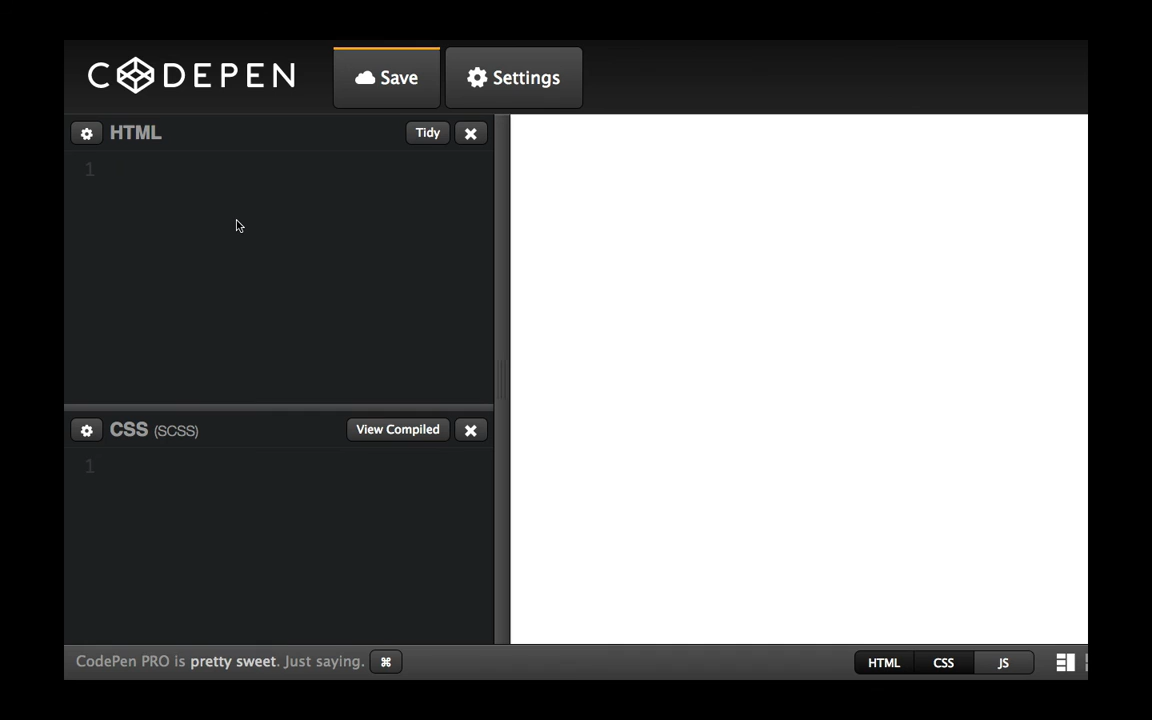 CODEPEN
Save
Settings
HTML
Tidy
1
CSS (SCSS)
View Compiled
1
CodePen PRO is pretty sweet. Just saying. ⌘
HTML CSS JS